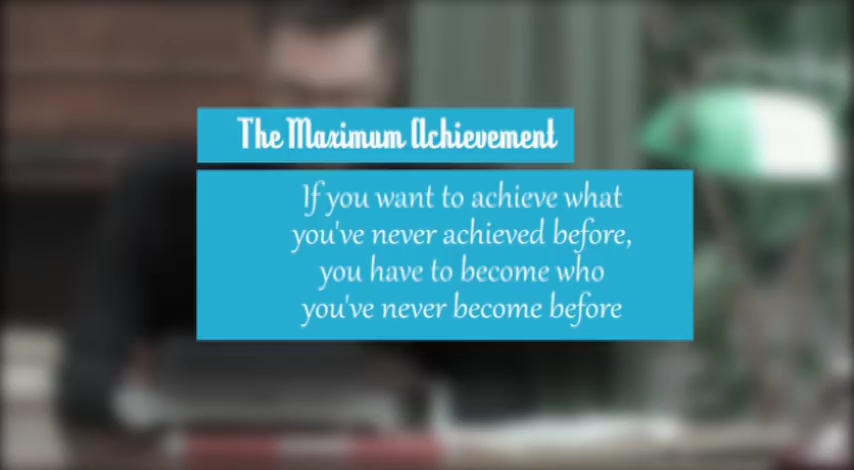 The Maximum Achievement
If you want to achieve what
you've never achieved before,
you have to become who
you've never become before